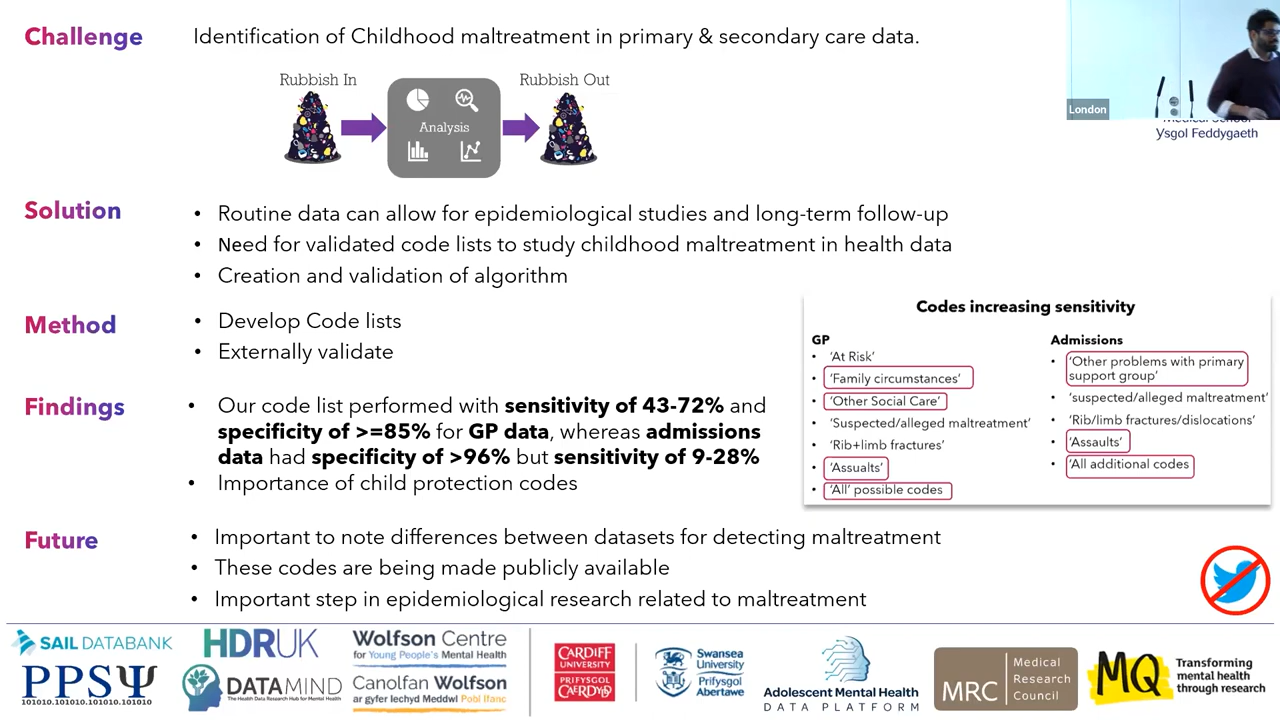 Challenge
Identification of Childhood maltreatment in primary & secondary care data.
London
Rubbish In
Rubbish Out
Analysis
Medical School
Ysgol Feddygaeth
Solution
• Routine data can allow for epidemiological studies and long-term follow-up
• Need for validated code lists to study childhood maltreatment in health data
• Creation and validation of algorithm
Method
• Develop Code lists
• Externally validate
Codes increasing sensitivity
GP
• 'At Risk'
• 'Family circumstances'
• 'Other Social Care'
• 'Suspected/alleged maltreatment'
• 'Rib+limb fractures'
• 'Assualts'
• 'All' possible codes
Admissions
• 'Other problems with primary
support group'
• 'suspected/alleged maltreatment'
• 'Rib/limb fractures/dislocations'
• 'Assaults'
• 'All additional codes
Findings
• Our code list performed with sensitivity of 43-72% and
specificity of >=85% for GP data, whereas admissions
data had specificity of >96% but sensitivity of 9-28%
• Importance of child protection codes
Future
• Important to note differences between datasets for detecting maltreatment
• These codes are being made publicly available
• Important step in epidemiological research related to maltreatment
SAIL DATABANK
PPSΨ
101010.101010.101010.101010
HDRUK
DATAMIND
The Health Data Research Hub for Mental Health
Wolfson Centre
for Young People's Mental Health
Canolfan Wolfson
ar gyfer Iechyd Meddwl Pobl Ifanc
CARDIFF
UNIVERSITY
PRIFYSGOL
CAERDYDD
Swansea
University
Prifysgol
Abertawe
Adolescent Mental Health
DATA PLATFORM
MRC
Medical
Research
Council
MQ
Transforming
mental health
through research